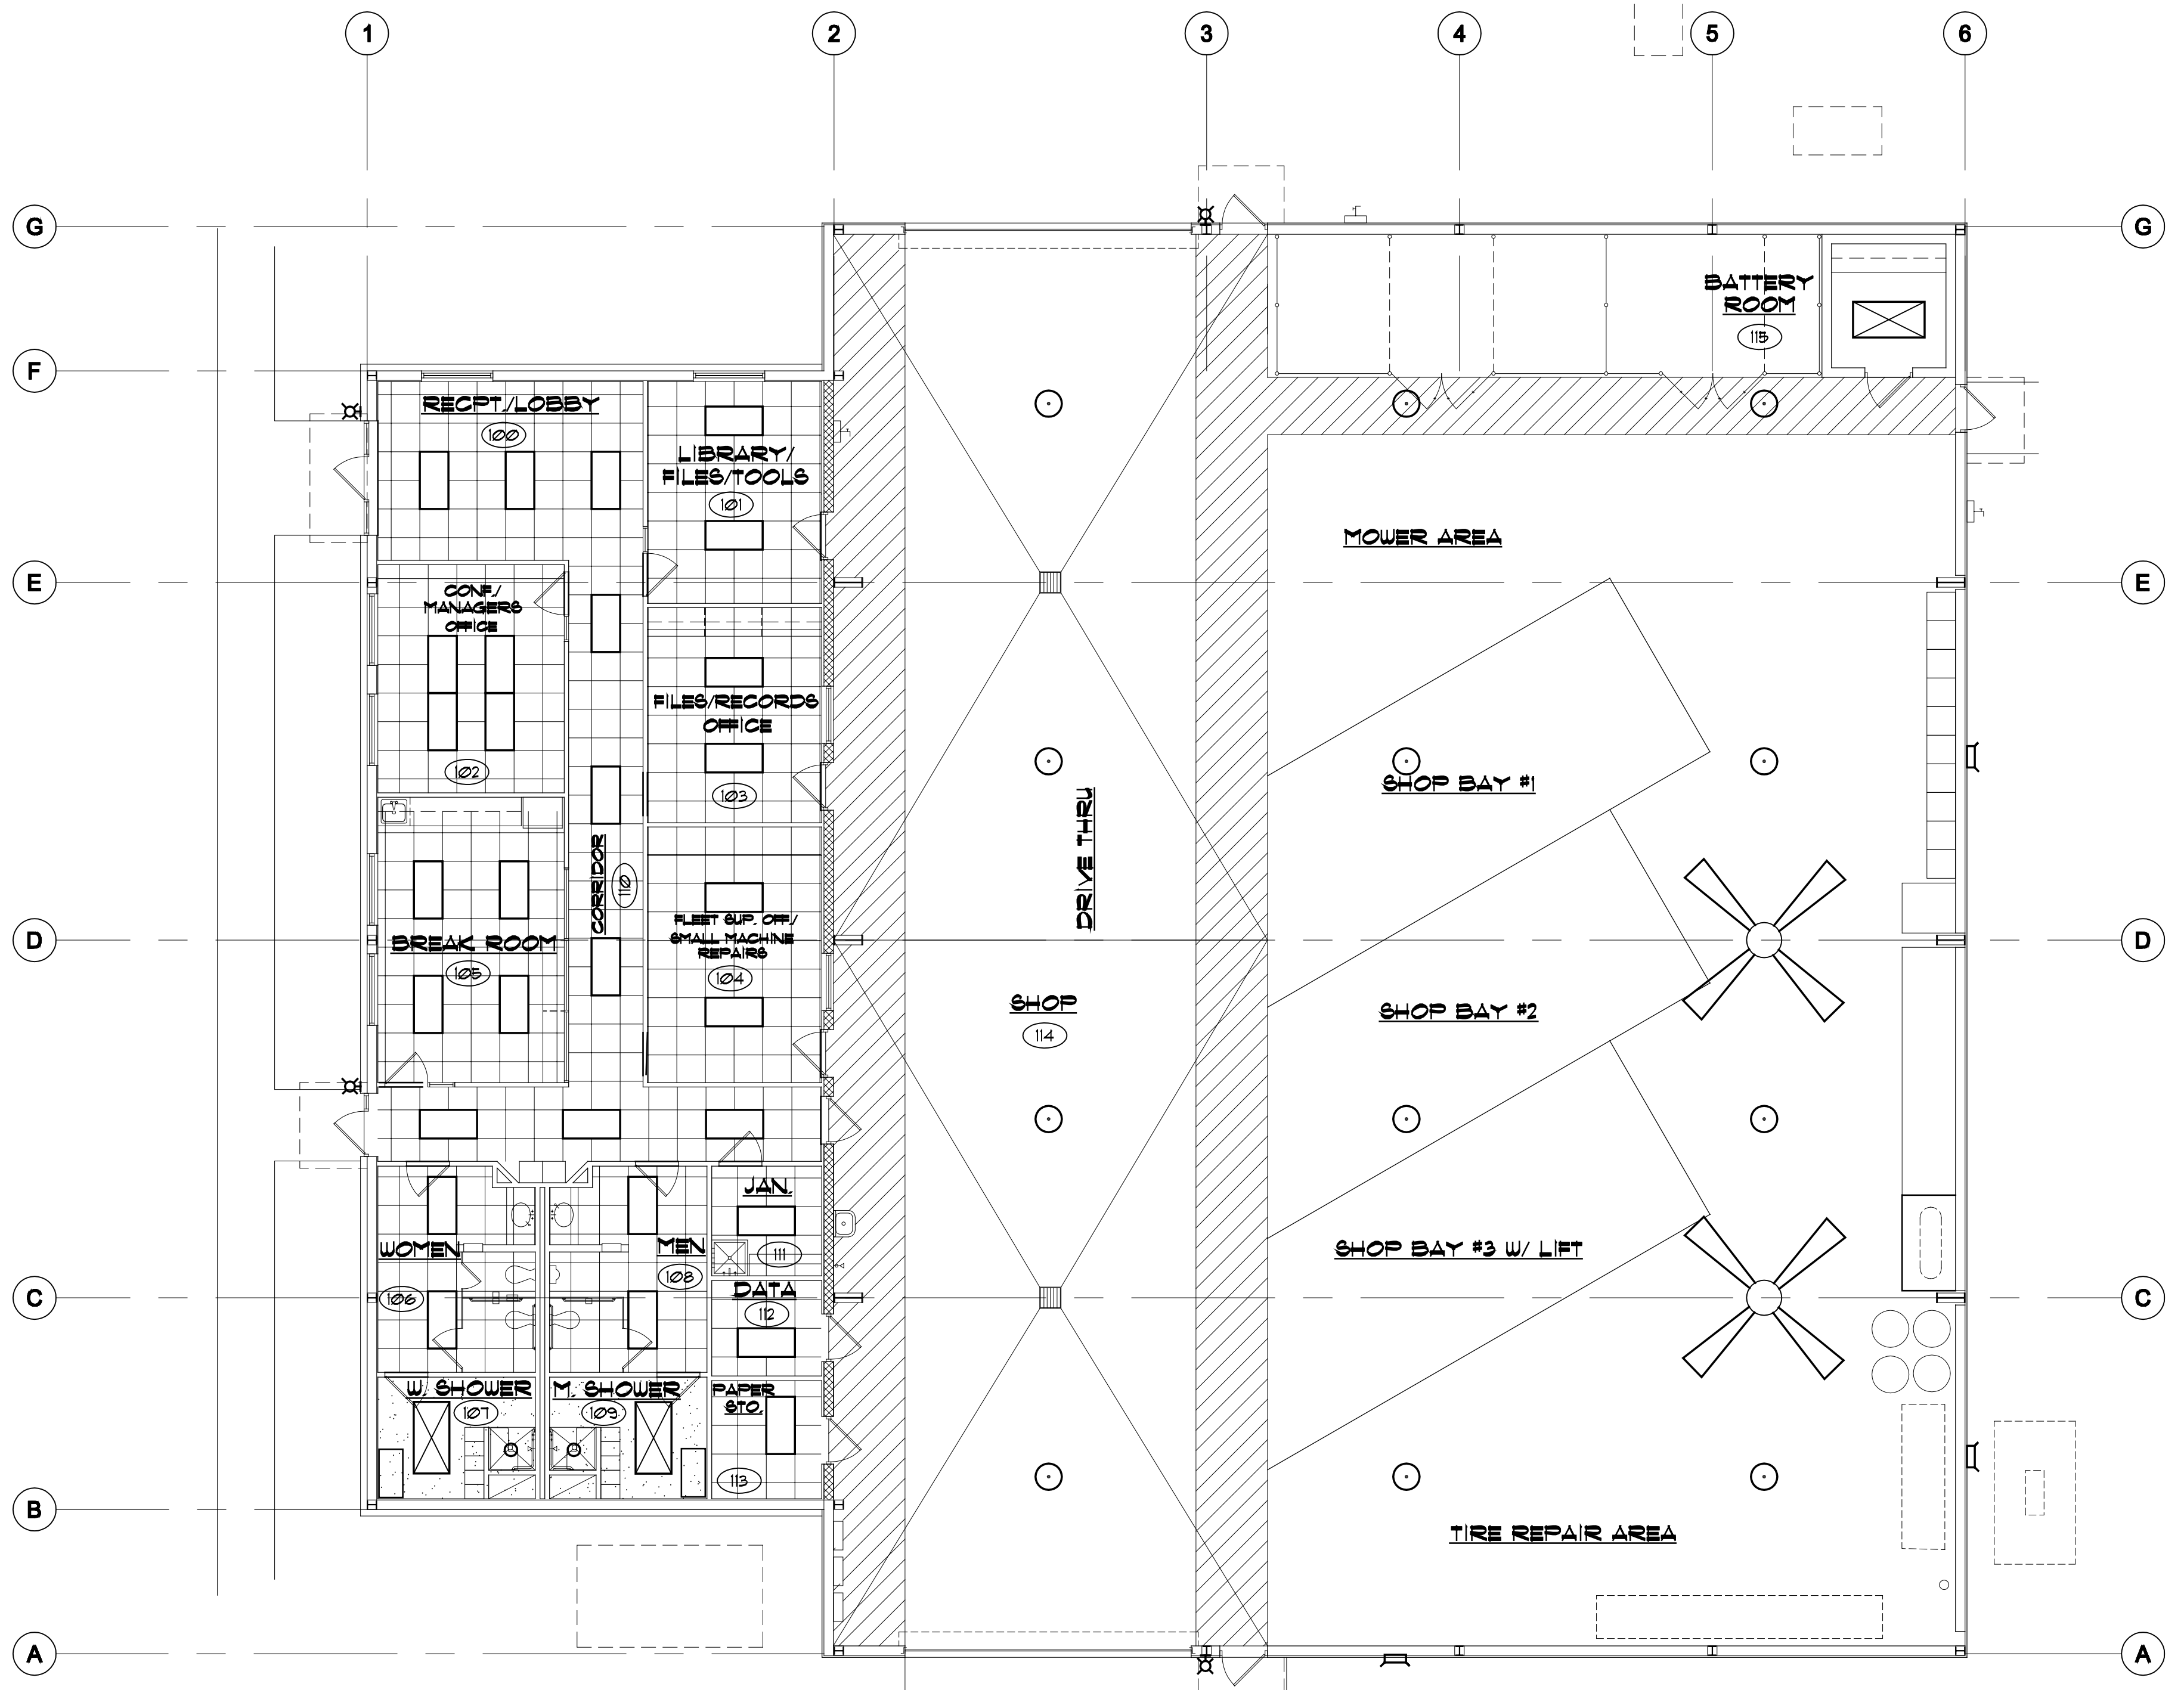 1 2 3 4 5 6
G G
BATTERY
ROOM
115
F
RECPT./LOBBY
100
LIBRARY/
FILES/TOOLS
101
MOWER AREA
E E
CONF./
MANAGERS
OFFICE
102
FILES/RECORDS
OFFICE
103
SHOP BAY #1
DRIVE THRU
CORRIDOR
110
FLEET SUP. OFF./
SMALL MACHINE
REPAIRS
104
D D
BREAK ROOM
105
SHOP
114
SHOP BAY #2
JAN.
111
WOMEN
106
MEN
108
SHOP BAY #3 W/ LIFT
DATA
112
C C
W. SHOWER
107
M. SHOWER
109
PAPER
STO.
113
B
TIRE REPAIR AREA
A A